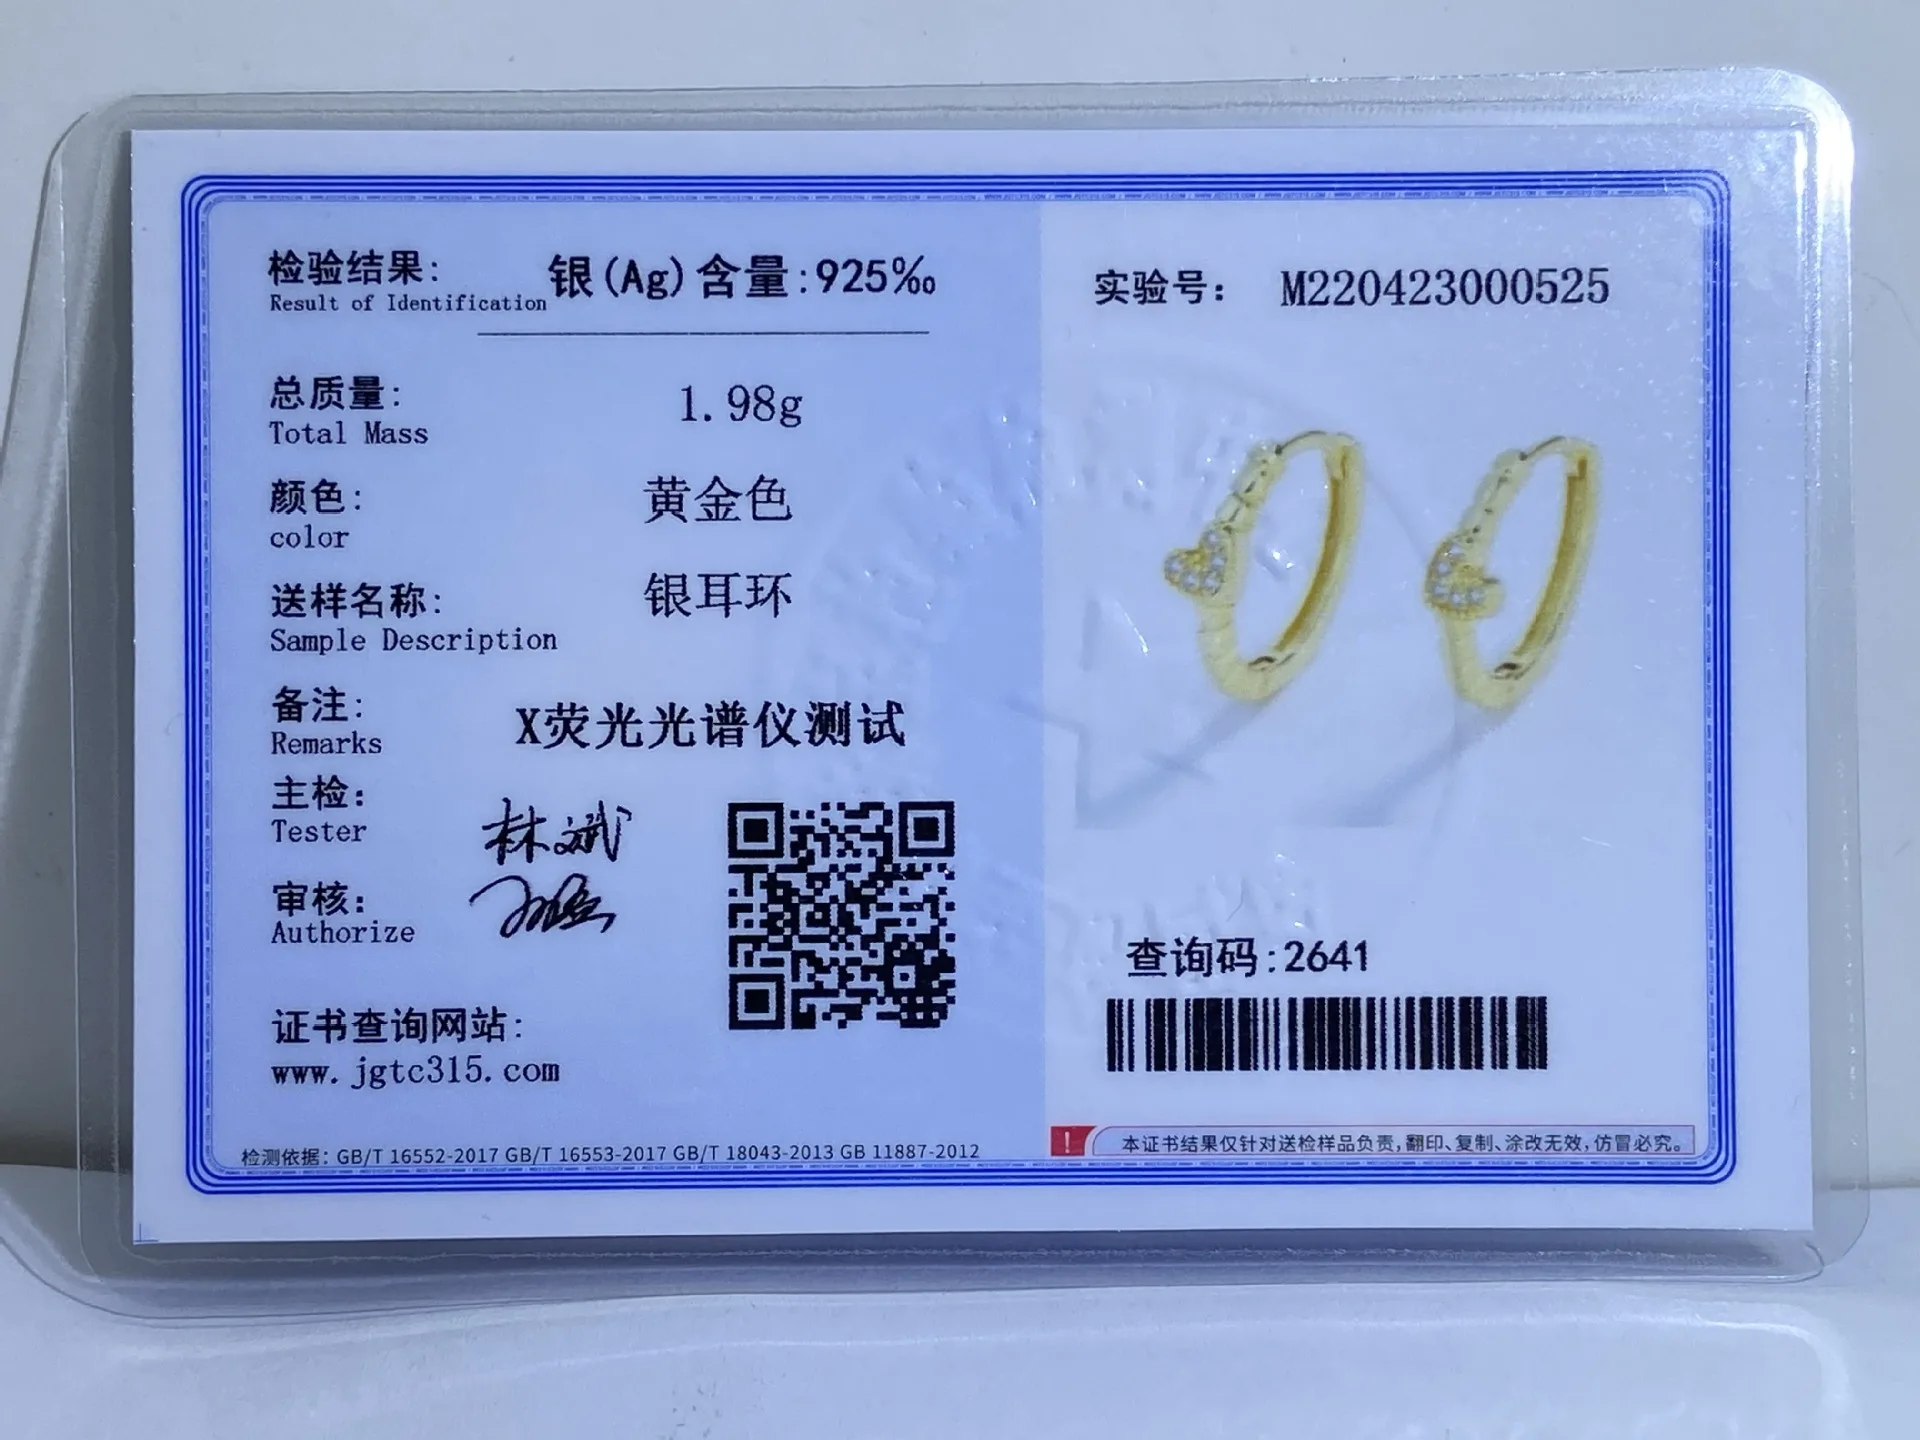 检验结果: 银(Ag)含量:925‰
Result of Identification
总质量: 1.98g
Total Mass
颜色: 黄金色
color
送样名称: 银耳环
Sample Description
备注: X荧光光谱仪测试
Remarks
主检: 林斌
Tester
审核:
Authorize
证书查询网站:
www.jgtc315.com
检测依据: GB/T 16552-2017 GB/T 16553-2017 GB/T 18043-2013 GB 11887-2012
实验号: M220423000525
查询码:2641
! 本证书结果仅针对送检样品负责,翻印、复制、涂改无效,仿冒必究。